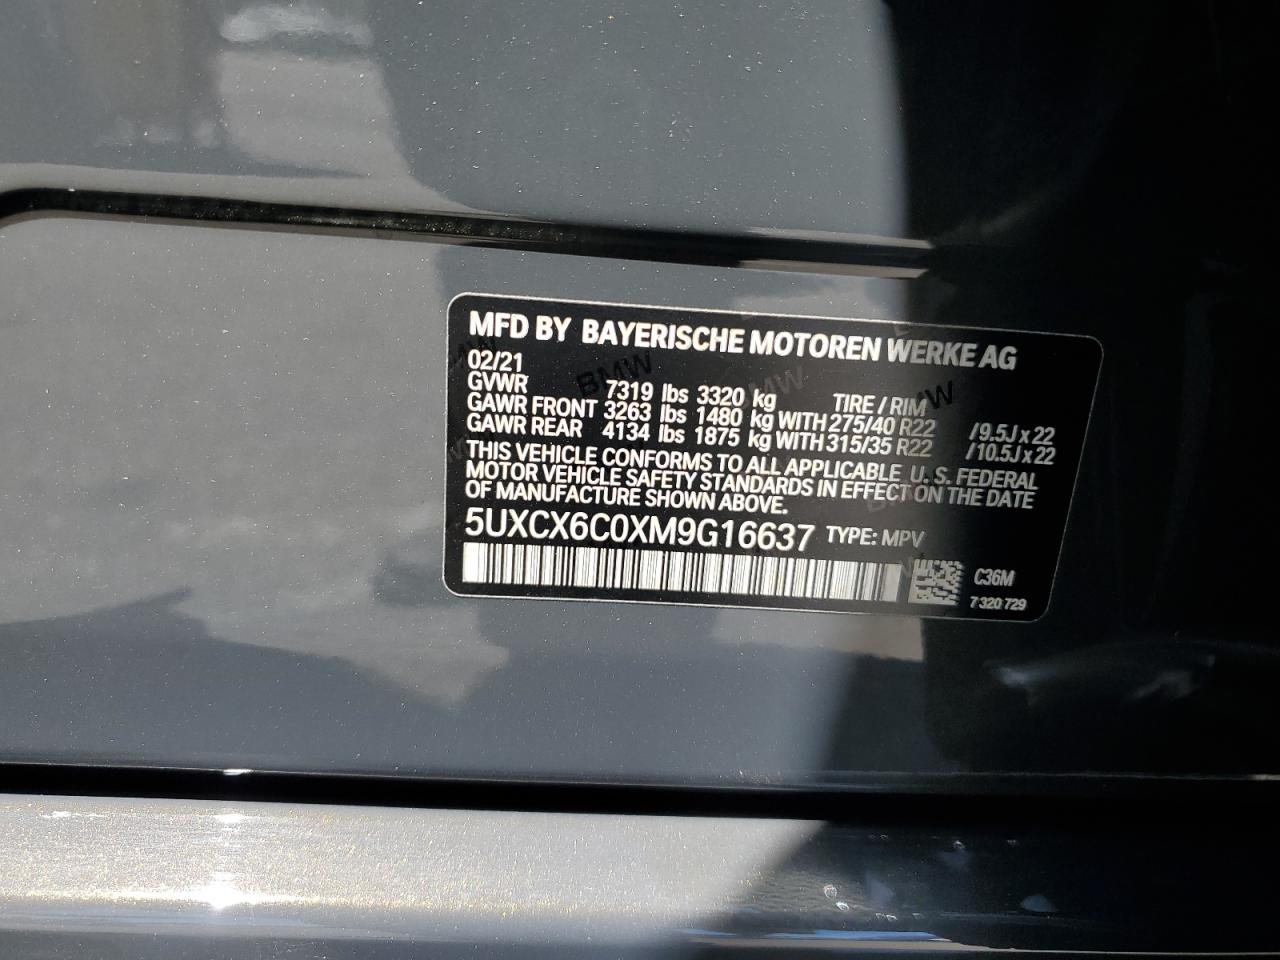 MFD BY BAYERISCHE MOTOREN WERKE AG
02/21
GVWR 7319 lbs 3320 kg TIRE / RIM
GAWR FRONT 3263 lbs 1480 kg WITH 275/40 R22 /9.5J x 22
GAWR REAR 4134 lbs 1875 kg WITH 315/35 R22 /10.5J x 22
THIS VEHICLE CONFORMS TO ALL APPLICABLE U. S. FEDERAL
MOTOR VEHICLE SAFETY STANDARDS IN EFFECT ON THE DATE
OF MANUFACTURE SHOWN ABOVE.
5UXCX6C0XM9G16637 TYPE: MPV
C36M
7 320 729
BMW
BMW